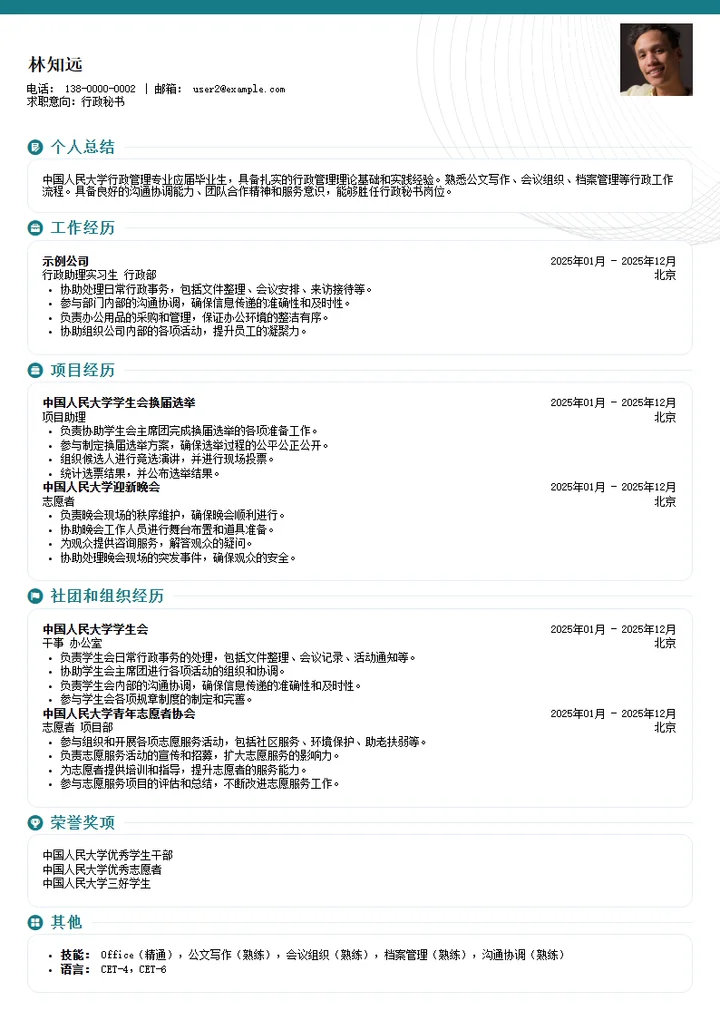 林知远
电话： 138-0000-0002 | 邮箱： user2@example.com
求职意向：行政秘书
个人总结
中国人民大学行政管理专业应届毕业生，具备扎实的行政管理理论基础和实践经验。熟悉公文写作、会议组织、档案管理等行政工作
流程。具备良好的沟通协调能力、团队合作精神和服务意识，能够胜任行政秘书岗位。
工作经历
示例公司 2025年01月 - 2025年12月
行政助理实习生 行政部 北京
• 协助处理日常行政事务，包括文件整理、会议安排、来访接待等。
• 参与部门内部的沟通协调，确保信息传递的准确性和及时性。
• 负责办公用品的采购和管理，保证办公环境的整洁有序。
• 协助组织公司内部的各项活动，提升员工的凝聚力。
项目经历
中国人民大学学生会换届选举 2025年01月 - 2025年12月
项目助理 北京
• 负责协助学生会主席团完成换届选举的各项准备工作。
• 参与制定换届选举方案，确保选举过程的公平公正公开。
• 组织候选人进行竞选演讲，并进行现场投票。
• 统计选票结果，并公布选举结果。
中国人民大学迎新晚会 2025年01月 - 2025年12月
志愿者 北京
• 负责晚会现场的秩序维护，确保晚会顺利进行。
• 协助晚会工作人员进行舞台布置和道具准备。
• 为观众提供咨询服务，解答观众的疑问。
• 协助处理晚会现场的突发事件，确保观众的安全。
社团和组织经历
中国人民大学学生会 2025年01月 - 2025年12月
干事 办公室 北京
• 负责学生会日常行政事务的处理，包括文件整理、会议记录、活动通知等。
• 协助学生会主席团进行各项活动的组织和协调。
• 负责学生会内部的沟通协调，确保信息传递的准确性和及时性。
• 参与学生会各项规章制度的制定和完善。
中国人民大学青年志愿者协会 2025年01月 - 2025年12月
志愿者 项目部 北京
• 参与组织和开展各项志愿服务活动，包括社区服务、环境保护、助老扶弱等。
• 负责志愿服务活动的宣传和招募，扩大志愿服务的影响力。
• 为志愿者提供培训和指导，提升志愿者的服务能力。
• 参与志愿服务项目的评估和总结，不断改进志愿服务工作。
荣誉奖项
中国人民大学优秀学生干部
中国人民大学优秀志愿者
中国人民大学三好学生
其他
• 技能： Office（精通），公文写作（熟练），会议组织（熟练），档案管理（熟练），沟通协调（熟练）
• 语言： CET-4，CET-6